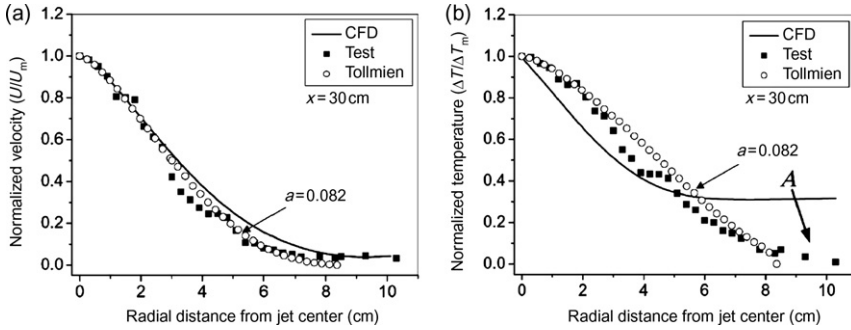 (a)
1.2
1.0
0.8
0.6
0.4
0.2
0.0
Normalized velocity (U/Um)
CFD
Test
Tollmien
x = 30 cm
a = 0.082
0 2 4 6 8 10
Radial distance from jet center (cm)
(b)
1.2
1.0
0.8
0.6
0.4
0.2
0.0
Normalized temperature (ΔT/ΔTm)
CFD
Test
Tollmien
x = 30 cm
a = 0.082
A
0 2 4 6 8 10
Radial distance from jet center (cm)